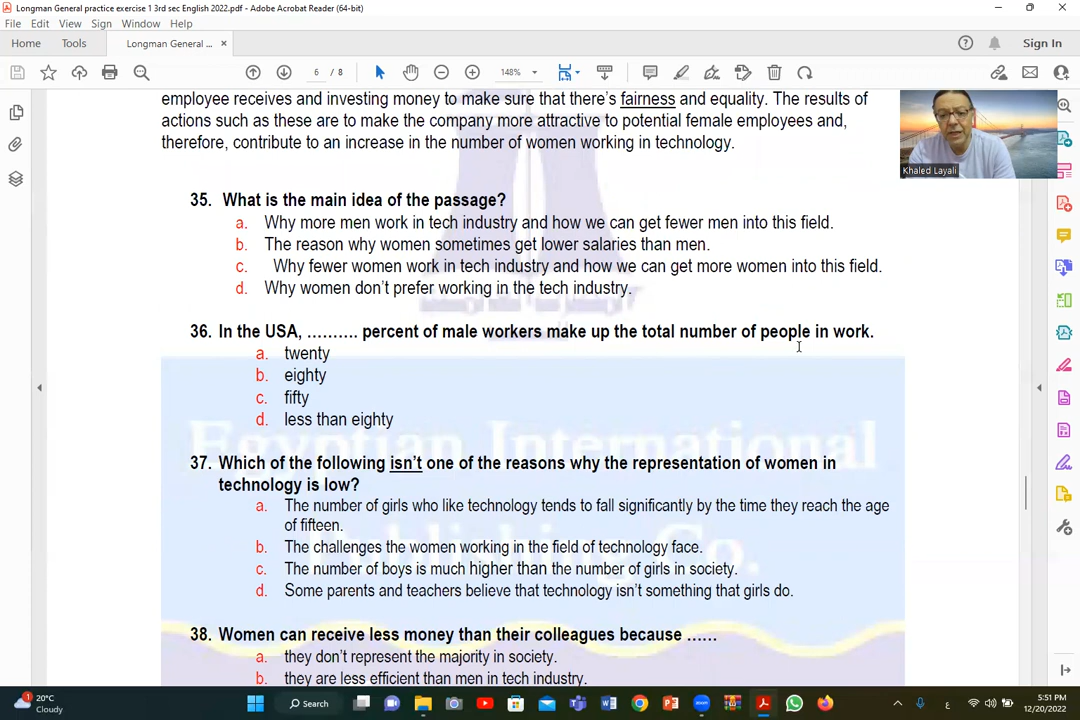 Longman General practice exercise 1 3rd sec English 2022.pdf - Adobe Acrobat Reader (64-bit)
File Edit View Sign Window Help
Home Tools Longman General ... × Sign In
6 / 8 148%
employee receives and investing money to make sure that there's fairness and equality. The results of
actions such as these are to make the company more attractive to potential female employees and,
therefore, contribute to an increase in the number of women working in technology.
Khaled Layali
35. What is the main idea of the passage?
a. Why more men work in tech industry and how we can get fewer men into this field.
b. The reason why women sometimes get lower salaries than men.
c. Why fewer women work in tech industry and how we can get more women into this field.
d. Why women don't prefer working in the tech industry.
36. In the USA, .......... percent of male workers make up the total number of people in work.
a. twenty
b. eighty
c. fifty
d. less than eighty
Egyptian International
Publishing Co.
37. Which of the following isn't one of the reasons why the representation of women in
technology is low?
a. The number of girls who like technology tends to fall significantly by the time they reach the age
of fifteen.
b. The challenges the women working in the field of technology face.
c. The number of boys is much higher than the number of girls in society.
d. Some parents and teachers believe that technology isn't something that girls do.
38. Women can receive less money than their colleagues because ......
a. they don't represent the majority in society.
b. they are less efficient than men in tech industry.
1 20°C
Cloudy
Search
ع
5:51 PM
12/20/2022